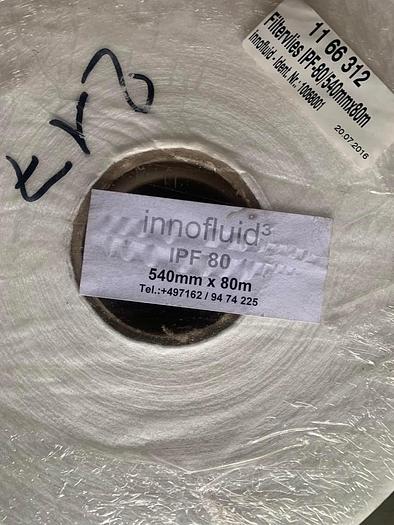 11 66 312
Filtervlies IPF-80/540mmx80m
Innofluid - Ident. Nr.: 10068001
20.07.2016
innofluid³
IPF 80
540mm x 80m
Tel.:+497162 / 94 74 225